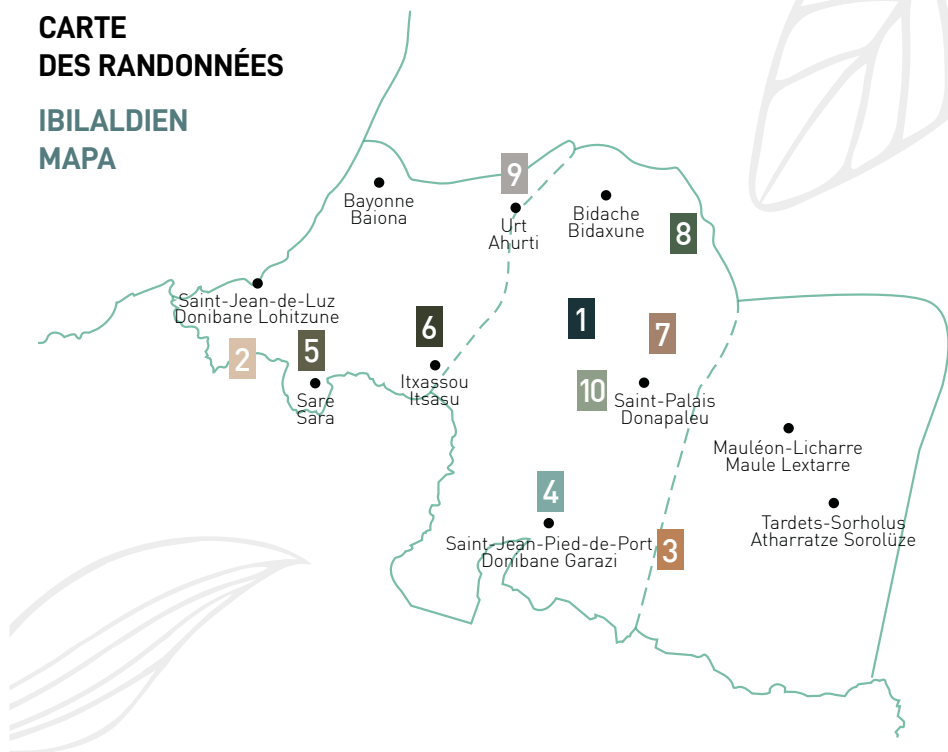 CARTE
DES RANDONNÉES
IBILALDIEN
MAPA
9
Bayonne
Baiona
Urt
Ahurti
Bidache
Bidaxune
8
Saint-Jean-de-Luz
Donibane Lohitzune
1
6
7
5
2
Itxassou
Itsasu
10
Sare
Sara
Saint-Palais
Donapaleu
Mauléon-Licharre
Maule Lextarre
4
Tardets-Sorholus
Atharratze Sorolüze
Saint-Jean-Pied-de-Port
Donibane Garazi
3